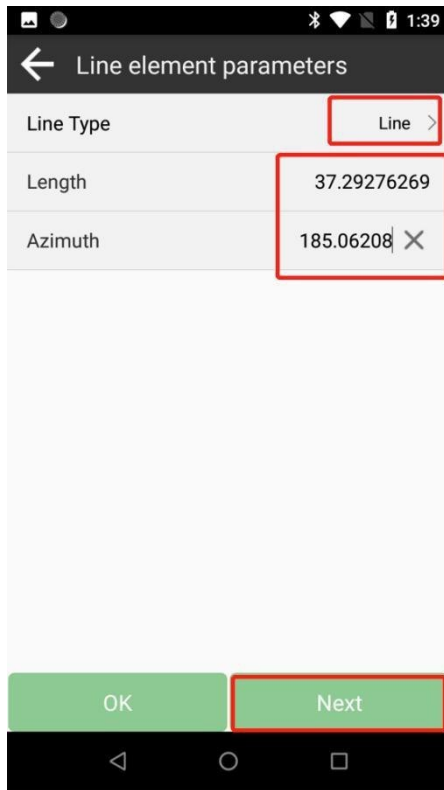 1:39
Line element parameters
Line Type Line
Length 37.29276269
Azimuth 185.06208
OK Next